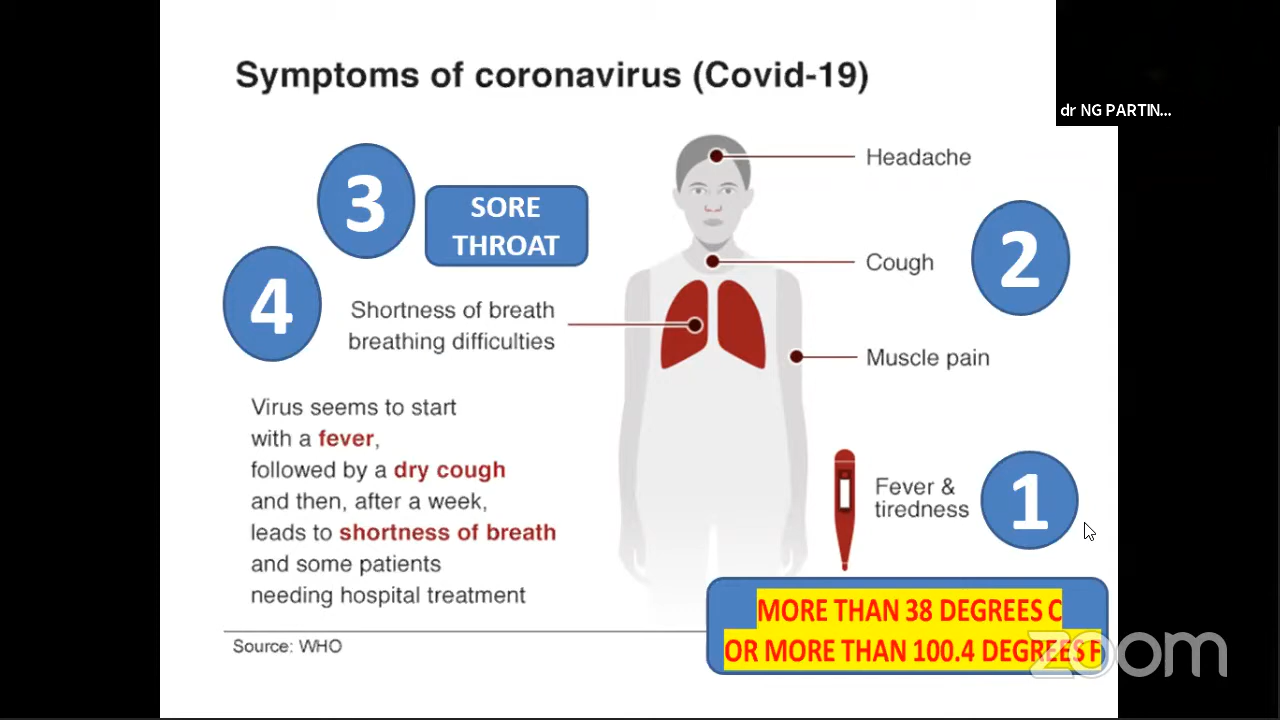 Symptoms of coronavirus (Covid-19)
dr NG PARTIN...
3
SORE
THROAT
4
Shortness of breath
breathing difficulties
Headache
Cough
2
Muscle pain
Fever &
tiredness
1
Virus seems to start
with a fever,
followed by a dry cough
and then, after a week,
leads to shortness of breath
and some patients
needing hospital treatment
MORE THAN 38 DEGREES C
OR MORE THAN 100.4 DEGREES F
Source: WHO
zoom